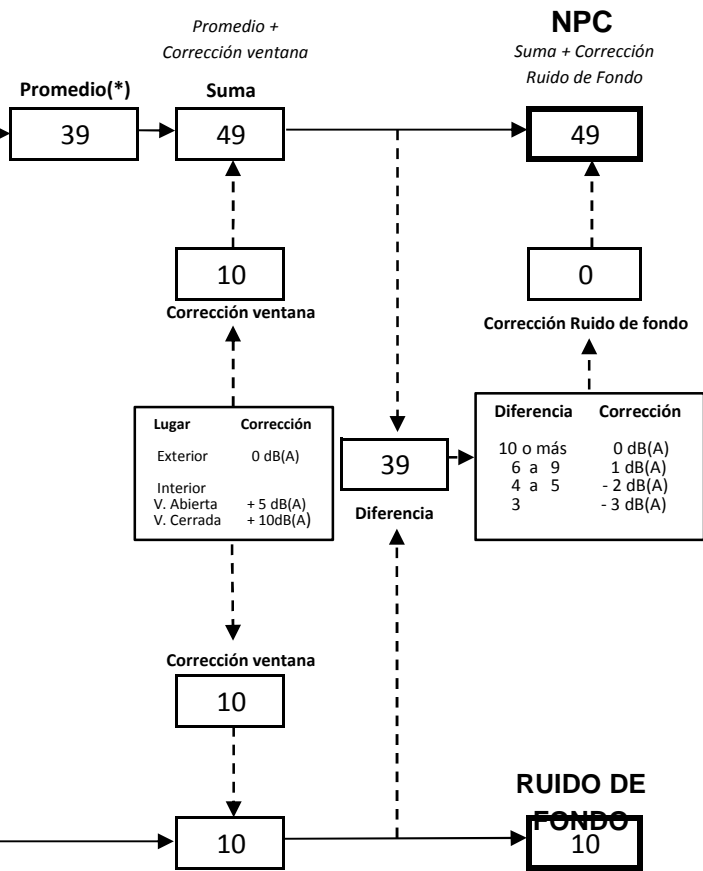 Promedio +
Corrección ventana
NPC
Suma + Corrección
Ruido de Fondo
Promedio(*)
Suma
39
49
49
10
0
Corrección ventana
Corrección Ruido de fondo
Lugar Corrección
Exterior 0 dB(A)
Interior
V. Abierta + 5 dB(A)
V. Cerrada + 10dB(A)
39
Diferencia
Diferencia Corrección
10 o más 0 dB(A)
6 a 9 1 dB(A)
4 a 5 - 2 dB(A)
3 - 3 dB(A)
Corrección ventana
10
RUIDO DE
FONDO
10
10